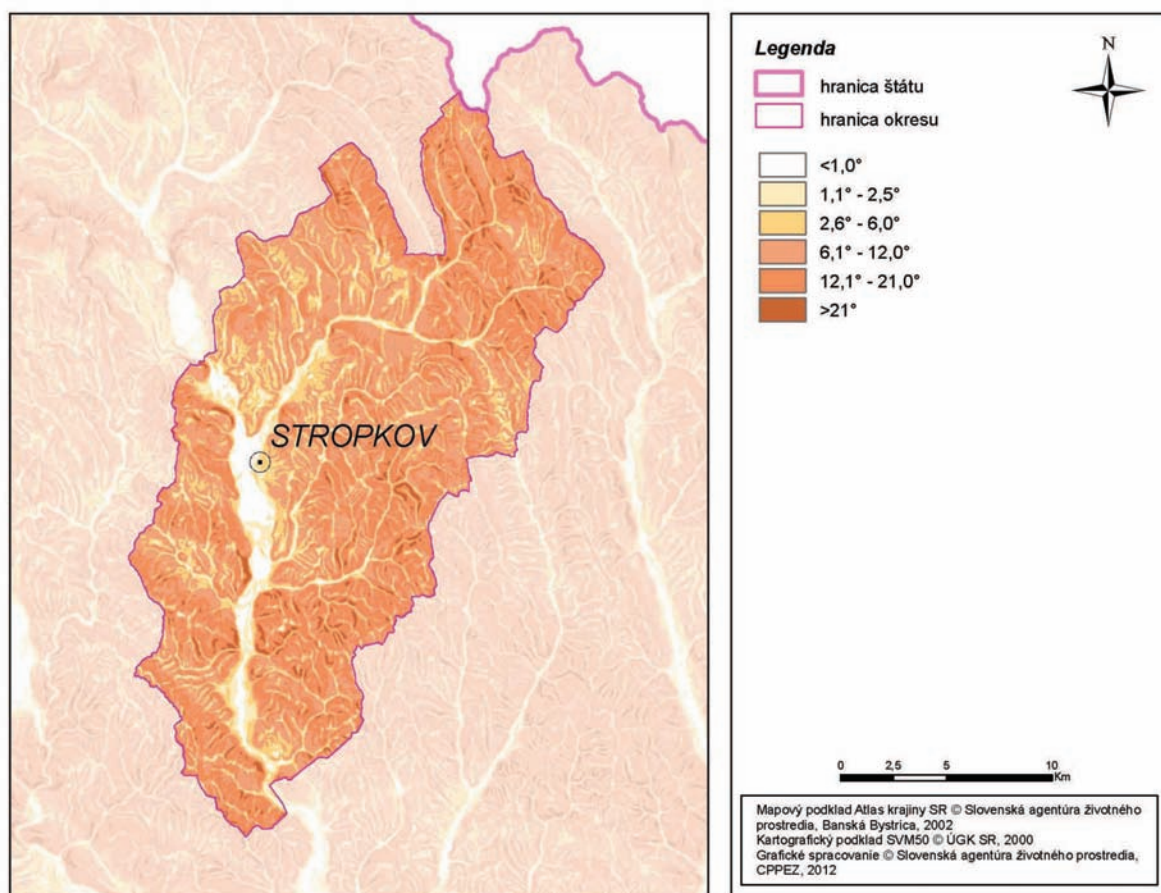 STROPKOV
Legenda
hranica štátu
hranica okresu
<1,0°
1,1° - 2,5°
2,6° - 6,0°
6,1° - 12,0°
12,1° - 21,0°
>21°
N
0 2,5 5 10
Km
Mapový podklad Atlas krajiny SR © Slovenská agentúra životného
prostredia, Banská Bystrica, 2002
Kartografický podklad SVM50 © ÚGK SR, 2000
Grafické spracovanie © Slovenská agentúra životného prostredia,
CPPEZ, 2012